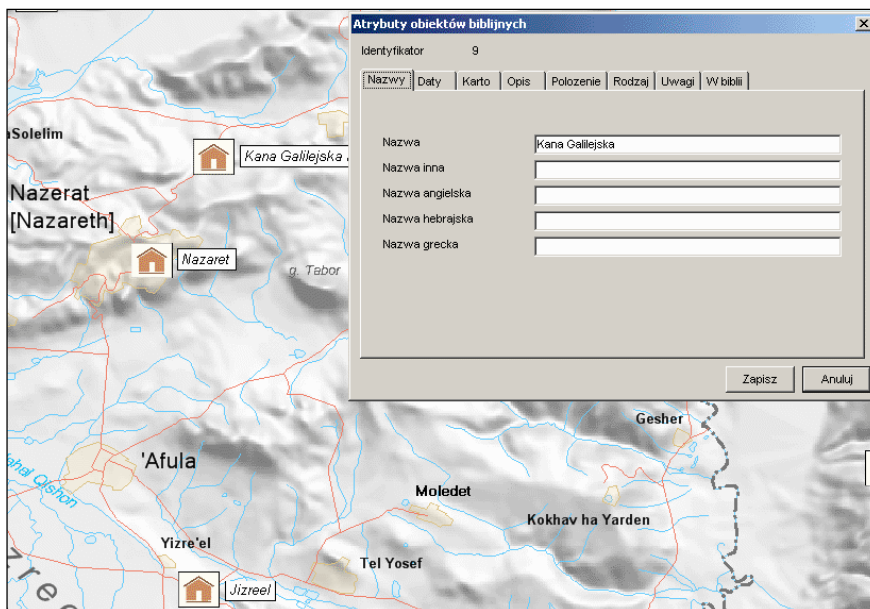 Atrybuty obiektów biblijnych
Identyfikator 9
Nazwy Daty Karto Opis Polozenie Rodzaj Uwagi W biblii
Nazwa Kana Galilejska
Nazwa inna
Nazwa angielska
Nazwa hebrajska
Nazwa grecka
Zapisz Anuluj
Solelim
Kana Galilejska
Nazerat
[Nazareth]
Nazaret
g. Tabor
Gesher
'Afula
Qishon
Moledet
Kokhav ha Yarden
Yizre'el
Tel Yosef
Jizreel